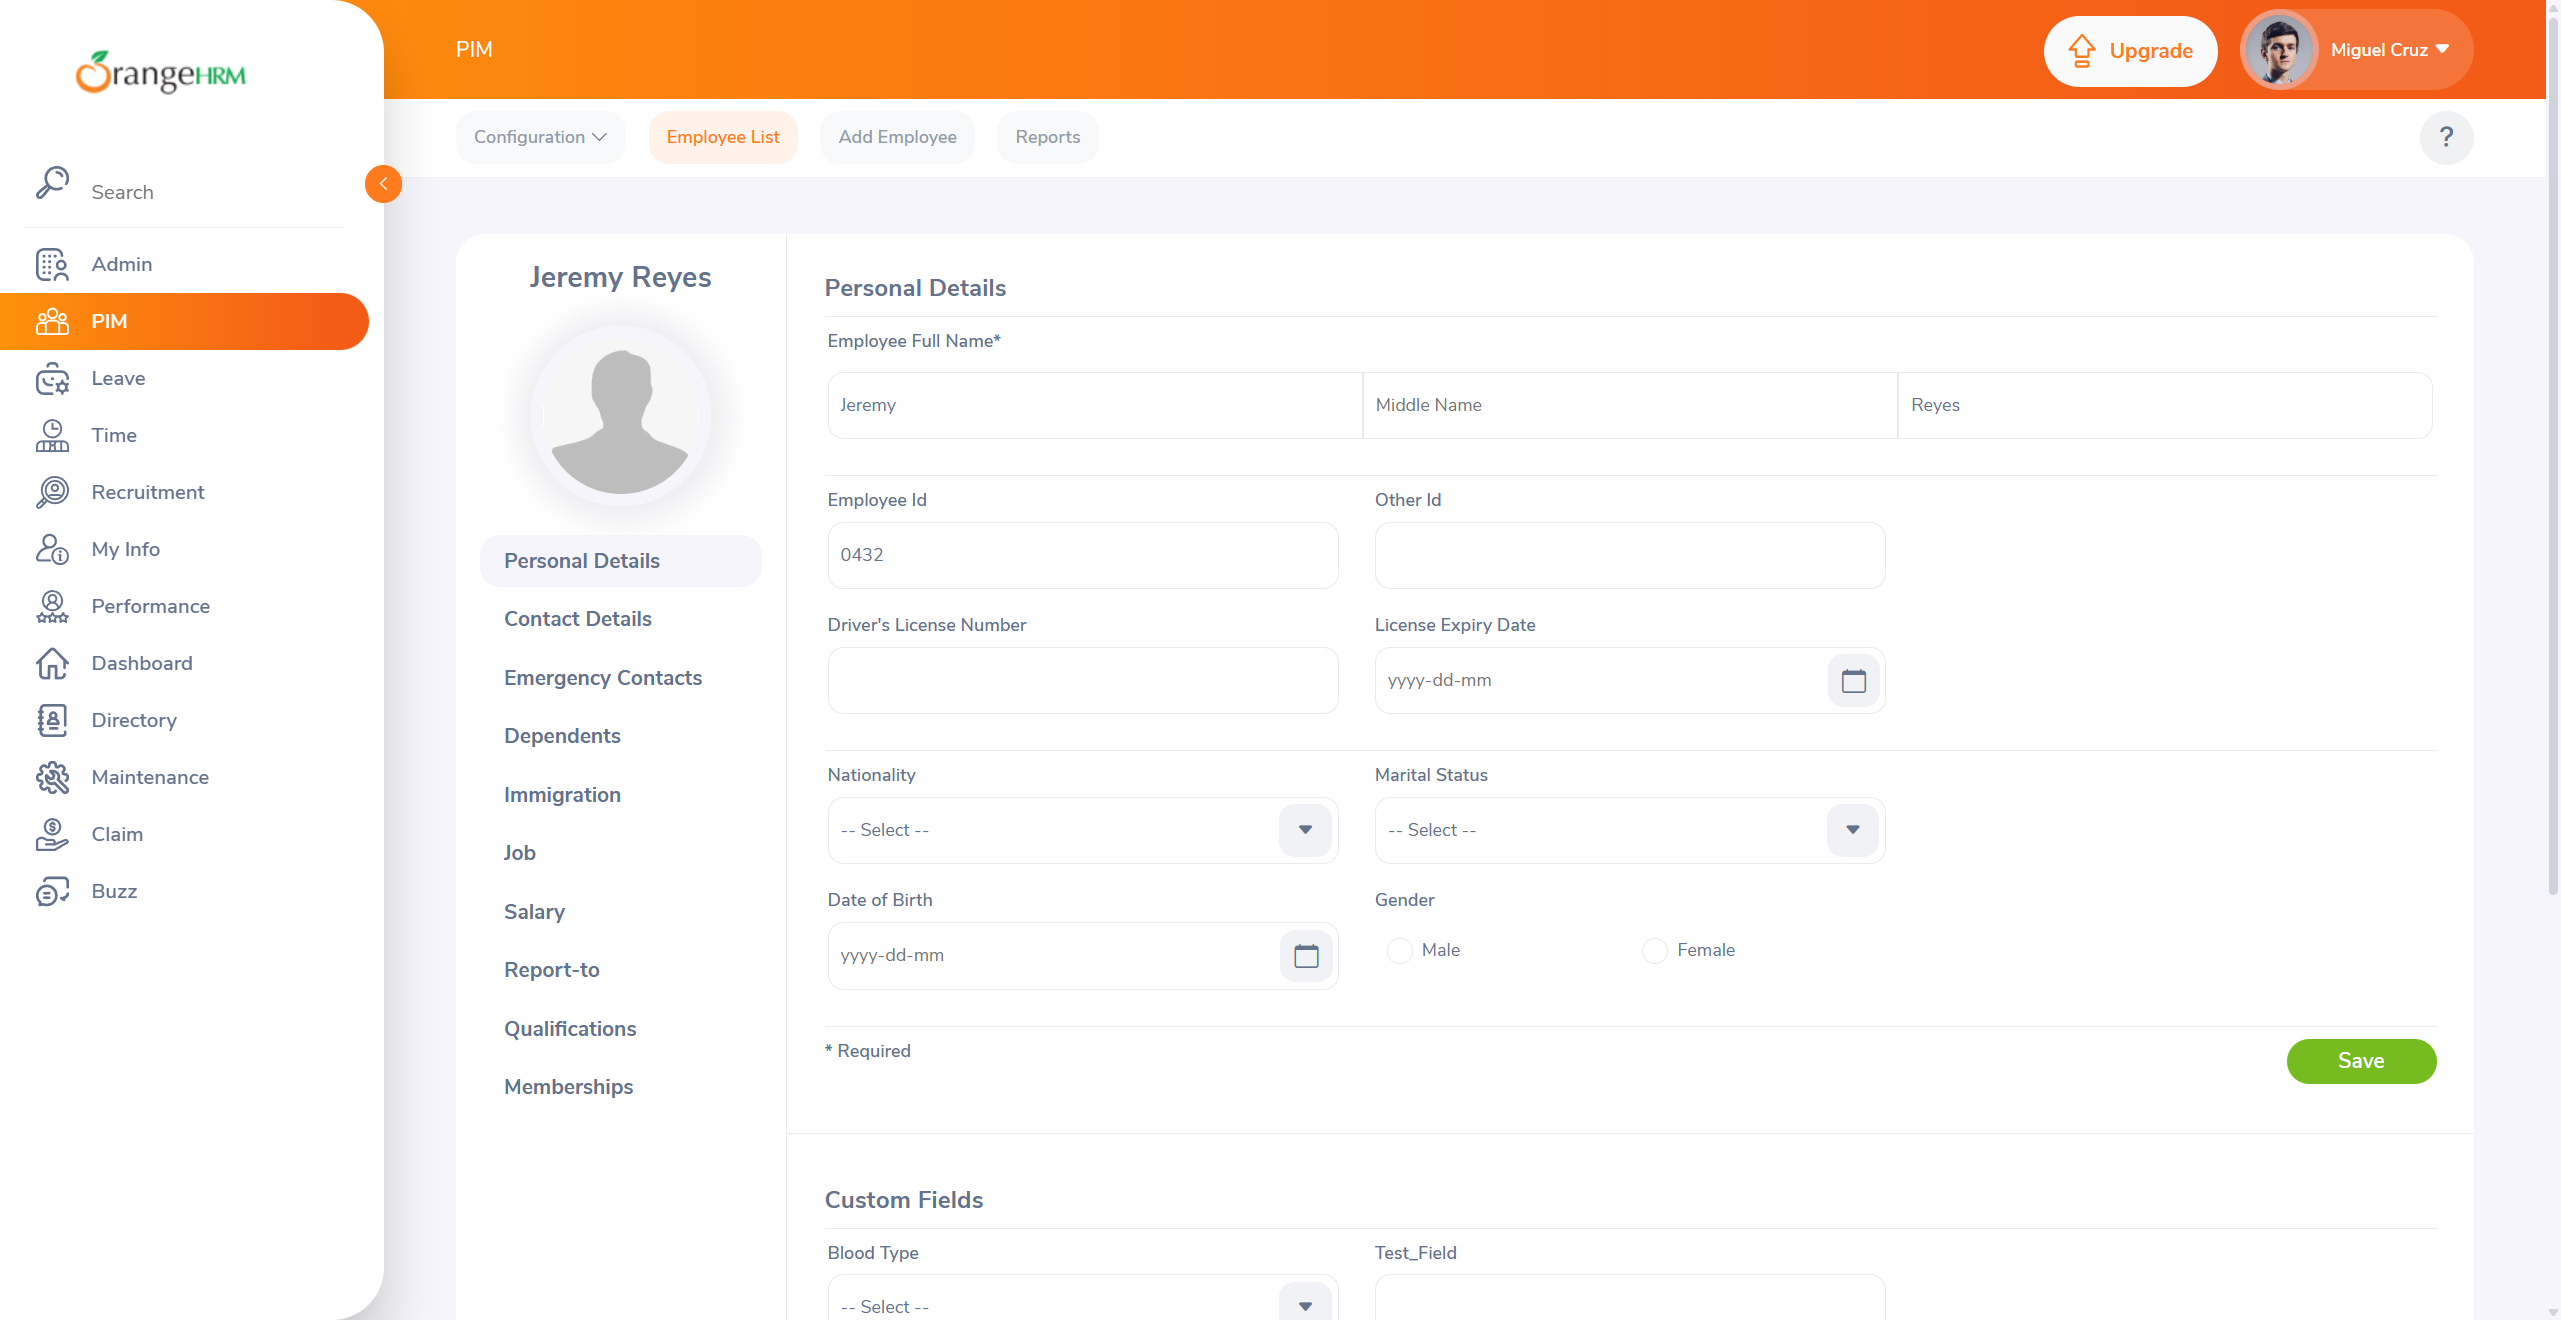 OrangeHRM
PIM
Upgrade
Miguel Cruz
Configuration
Employee List
Add Employee
Reports
?
Search
Admin
PIM
Leave
Time
Recruitment
My Info
Performance
Dashboard
Directory
Maintenance
Claim
Buzz
Jeremy Reyes
Personal Details
Contact Details
Emergency Contacts
Dependents
Immigration
Job
Salary
Report-to
Qualifications
Memberships
Personal Details
Employee Full Name*
Jeremy
Middle Name
Reyes
Employee Id
Other Id
0432
Driver's License Number
License Expiry Date
yyyy-dd-mm
Nationality
Marital Status
-- Select --
-- Select --
Date of Birth
Gender
yyyy-dd-mm
Male
Female
* Required
Save
Custom Fields
Blood Type
Test_Field
-- Select --